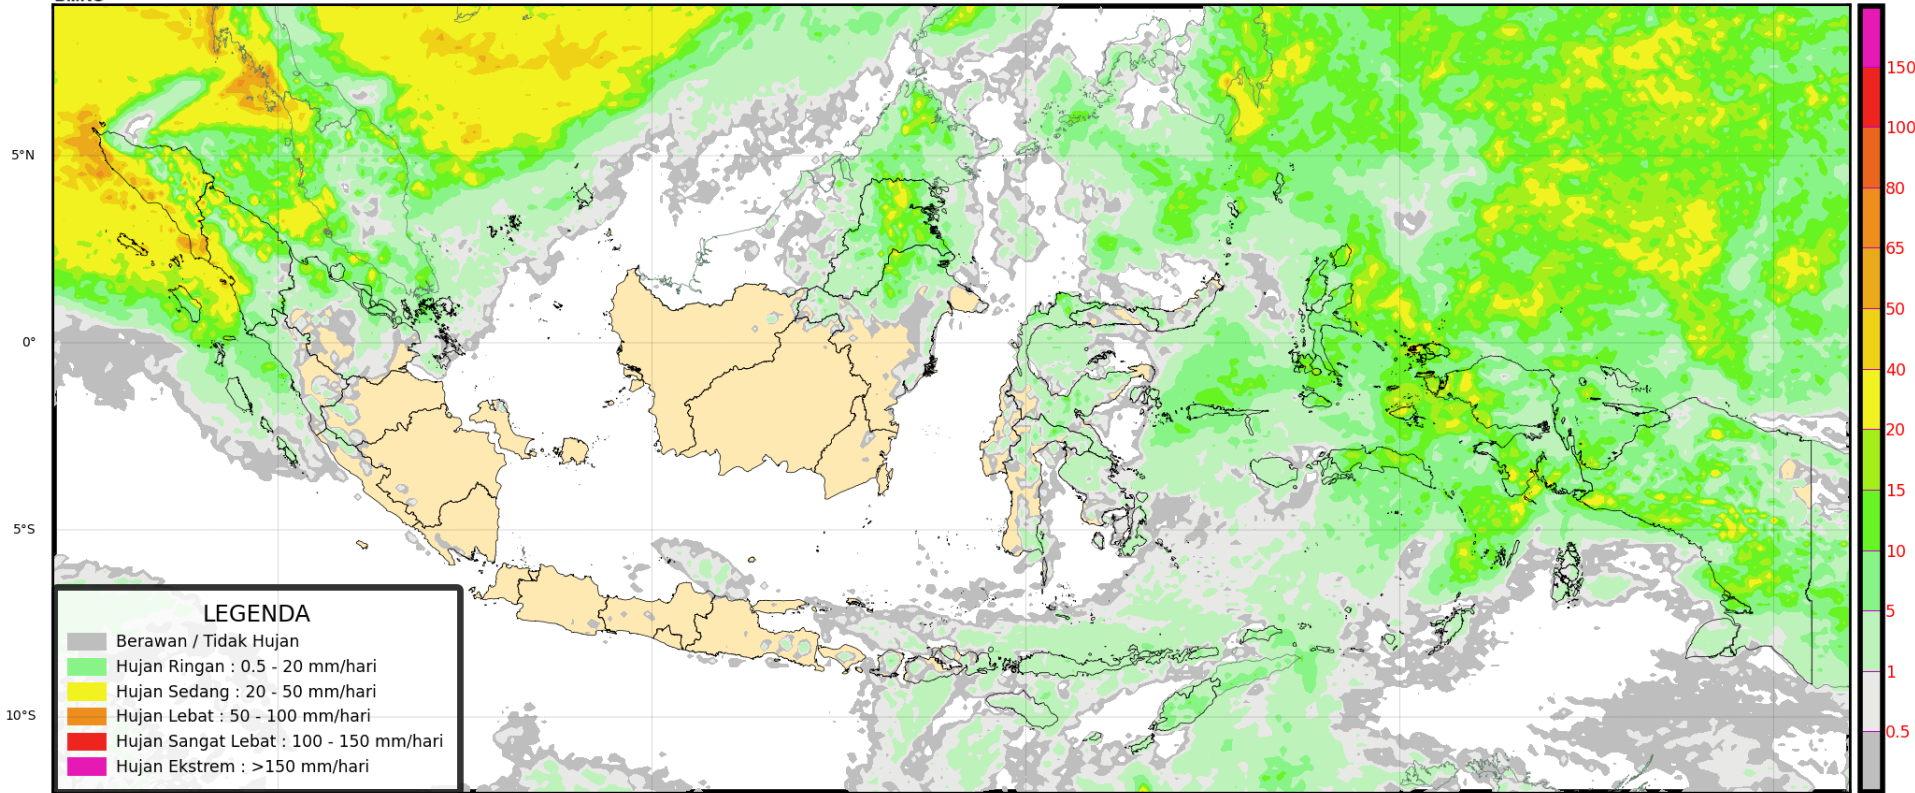 5°N
0°
5°S
10°S
LEGENDA
Berawan / Tidak Hujan
Hujan Ringan : 0.5 - 20 mm/hari
Hujan Sedang : 20 - 50 mm/hari
Hujan Lebat : 50 - 100 mm/hari
Hujan Sangat Lebat : 100 - 150 mm/hari
Hujan Ekstrem : >150 mm/hari
150
100
80
65
50
40
20
15
10
5
1
0.5